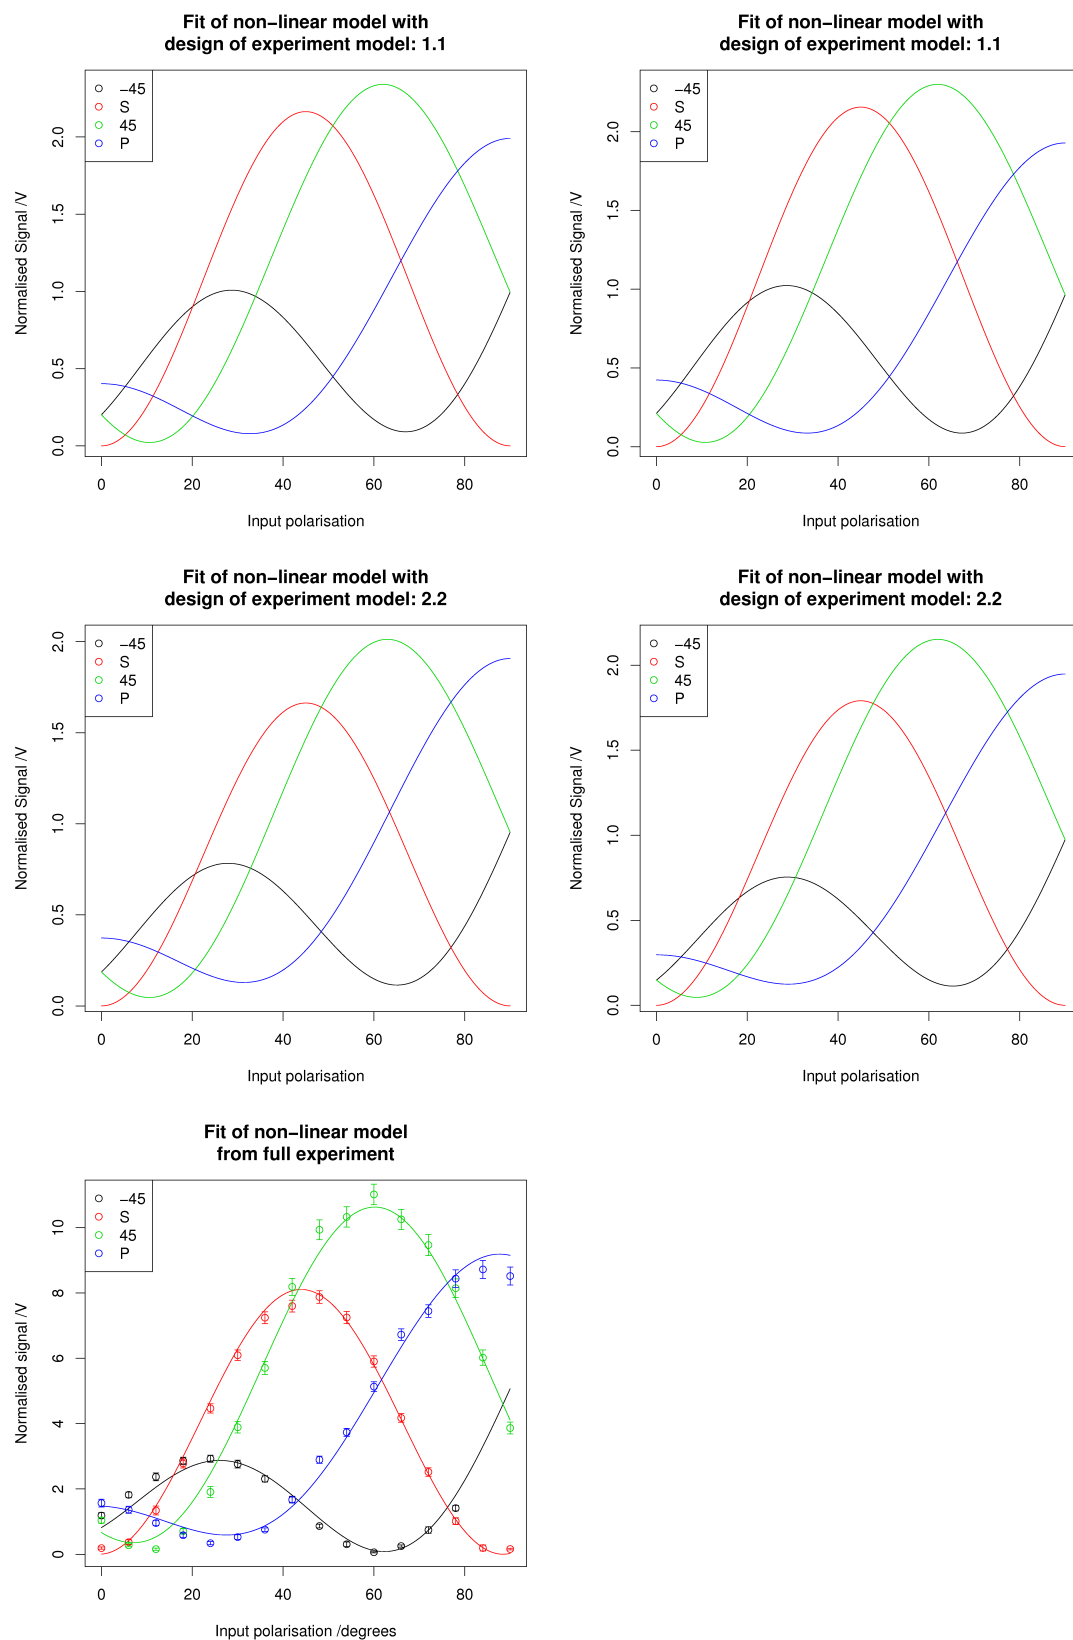 Fit of non−linear model with
design of experiment model: 1.1
−45
S
45
P
Normalised Signal /V
0.0
0.5
1.0
1.5
2.0
0
20
40
60
80
Input polarisation
Fit of non−linear model with
design of experiment model: 1.1
−45
S
45
P
Normalised Signal /V
0.0
0.5
1.0
1.5
2.0
0
20
40
60
80
Input polarisation
Fit of non−linear model with
design of experiment model: 2.2
−45
S
45
P
Normalised Signal /V
0.0
0.5
1.0
1.5
2.0
0
20
40
60
80
Input polarisation
Fit of non−linear model with
design of experiment model: 2.2
−45
S
45
P
Normalised Signal /V
0.0
0.5
1.0
1.5
2.0
0
20
40
60
80
Input polarisation
Fit of non−linear model
from full experiment
−45
S
45
P
Normalised signal /V
0
2
4
6
8
10
0
20
40
60
80
Input polarisation /degrees